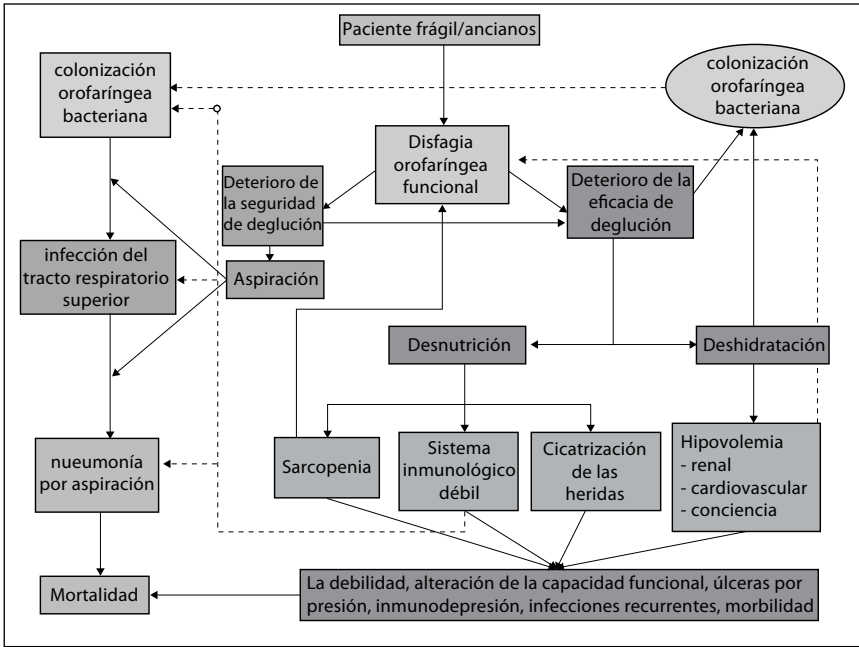 Paciente frágil/ancianos
colonización
orofaríngea
bacteriana
colonización
orofaríngea
bacteriana
Disfagia
orofaríngea
funcional
Deterioro de
la seguridad
de deglución
Deterioro de la
eficacia de
deglución
infección del
tracto respiratorio
superior
Aspiración
Desnutrición
Deshidratación
nueumonía
por aspiración
Sarcopenia
Sistema
inmunológico
débil
Cicatrización
de las
heridas
Hipovolemia
- renal
- cardiovascular
- conciencia
Mortalidad
La debilidad, alteración de la capacidad funcional, úlceras por
presión, inmunodepresión, infecciones recurrentes, morbilidad